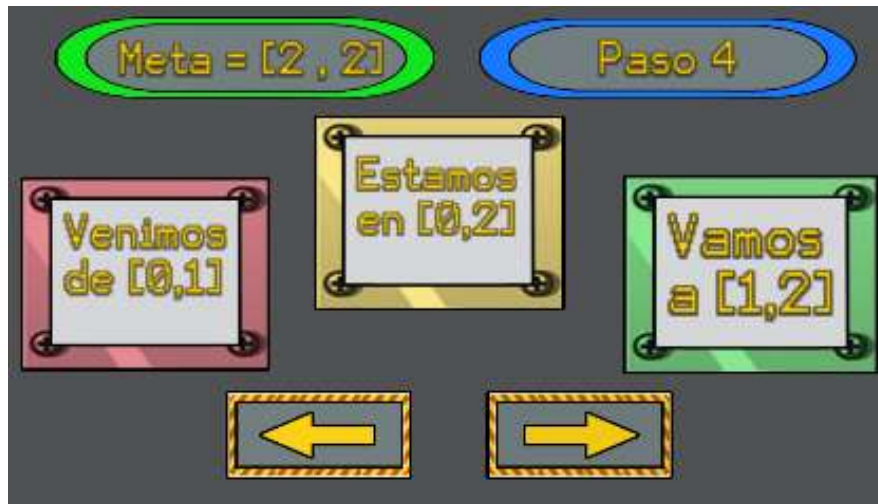 Meta = [2 , 2]
Paso 4
Venimos
de [0,1]
Estamos
en [0,2]
Vamos
a [1,2]